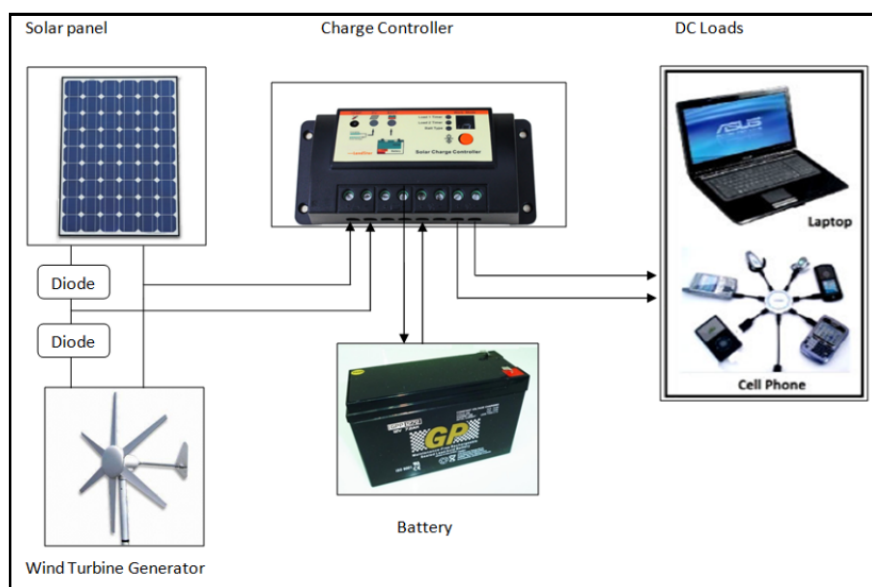 Solar panel
Charge Controller
DC Loads
Solar Charge Controller
ASUS
Laptop
Diode
Diode
GP
Cell Phone
Battery
Wind Turbine Generator